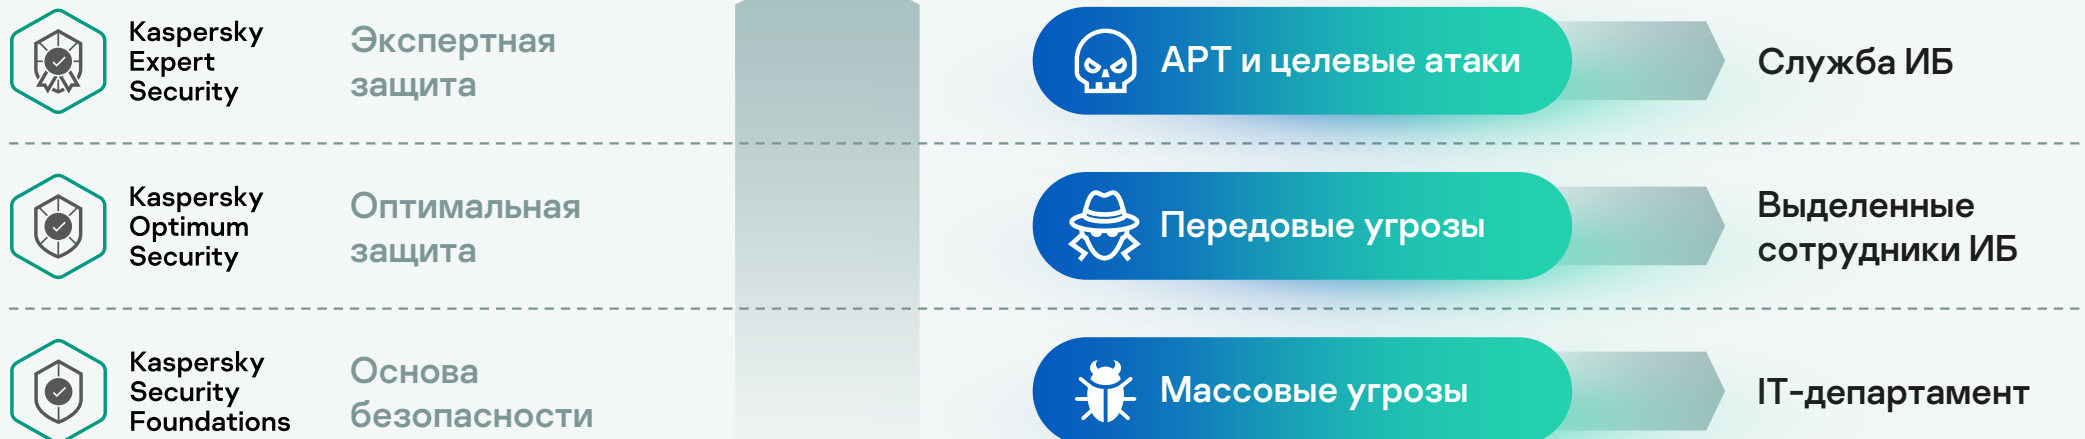 Kaspersky
Expert
Security
Экспертная
защита
APT и целевые атаки
Служба ИБ
Kaspersky
Optimum
Security
Оптимальная
защита
Передовые угрозы
Выделенные
сотрудники ИБ
Kaspersky
Security
Foundations
Основа
безопасности
Массовые угрозы
IT-департамент